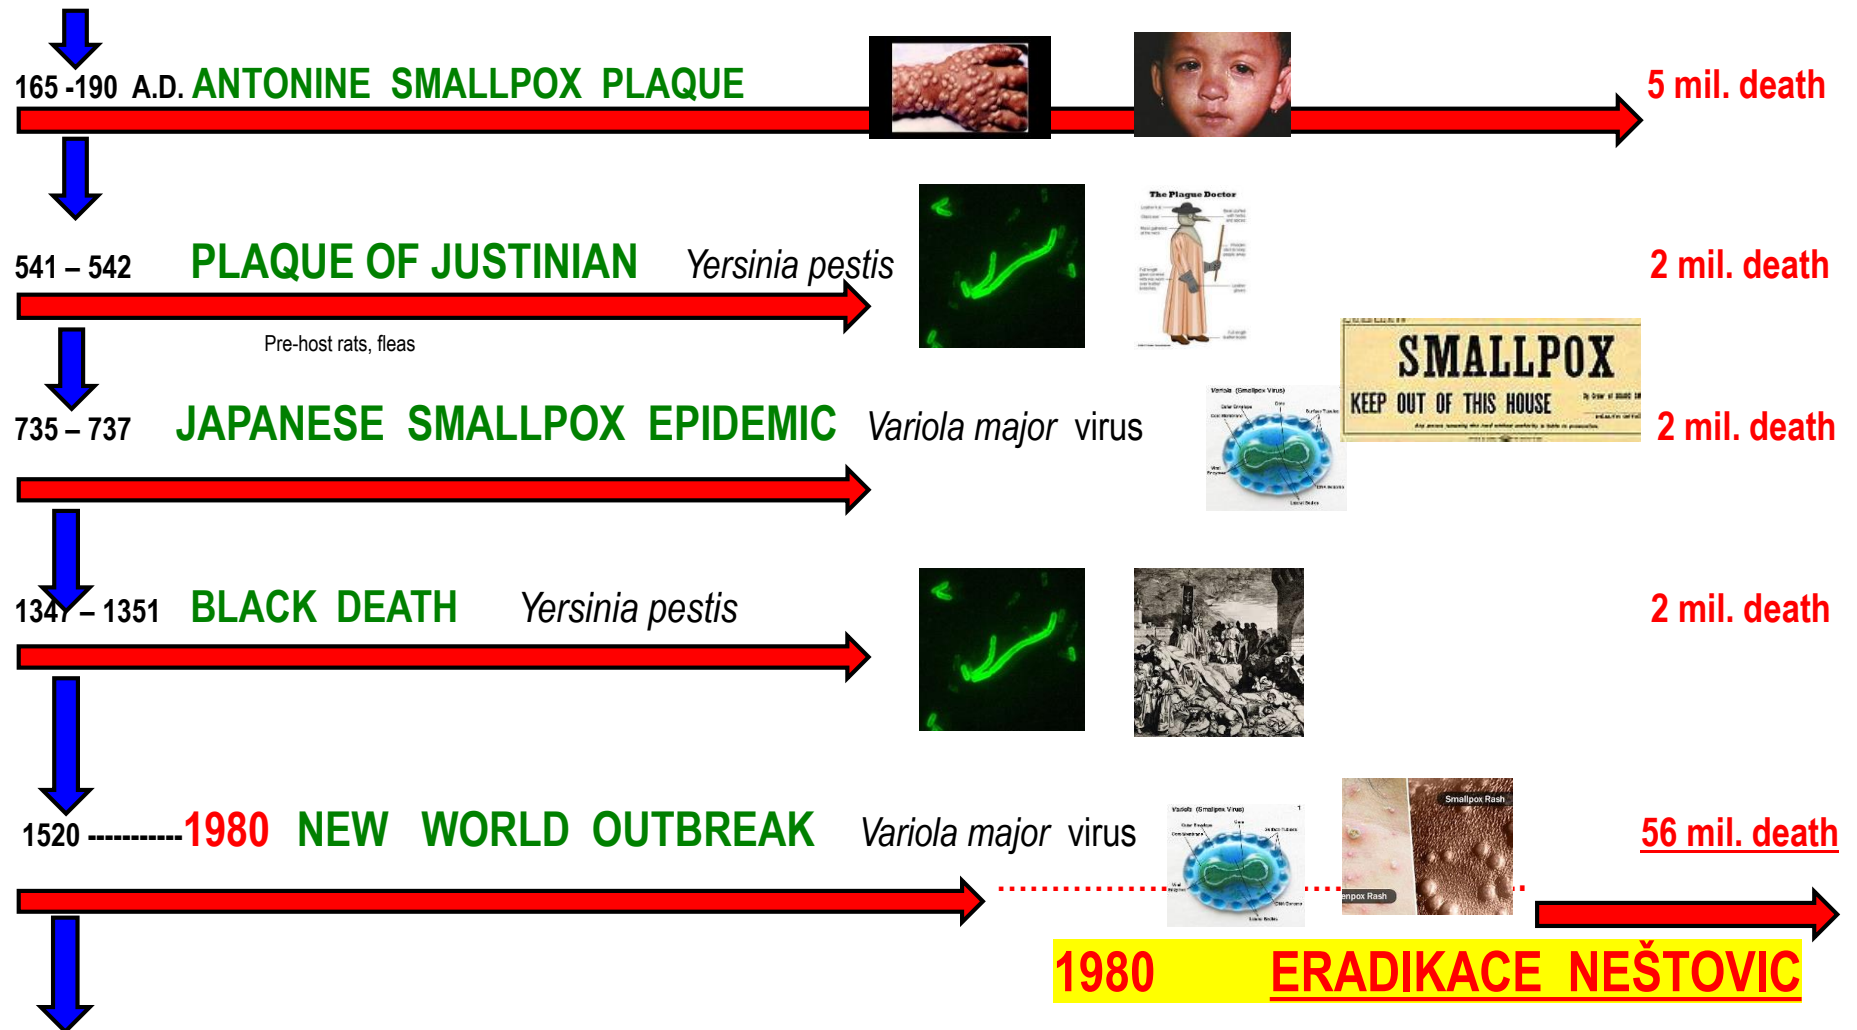 165 -190 A.D. ANTONINE SMALLPOX PLAQUE
5 mil. death
The Plague Doctor
541 – 542 PLAQUE OF JUSTINIAN Yersinia pestis
2 mil. death
Pre-host rats, fleas
SMALLPOX
KEEP OUT OF THIS HOUSE
Variola (Smallpox Virus)
735 – 737 JAPANESE SMALLPOX EPIDEMIC Variola major virus
2 mil. death
1347 – 1351 BLACK DEATH Yersinia pestis
2 mil. death
Smallpox Rash
Variola (Smallpox Virus)
1520 -----------1980 NEW WORLD OUTBREAK Variola major virus
56 mil. death
enpox Rash
1980 ERADIKACE NEŠTOVIC